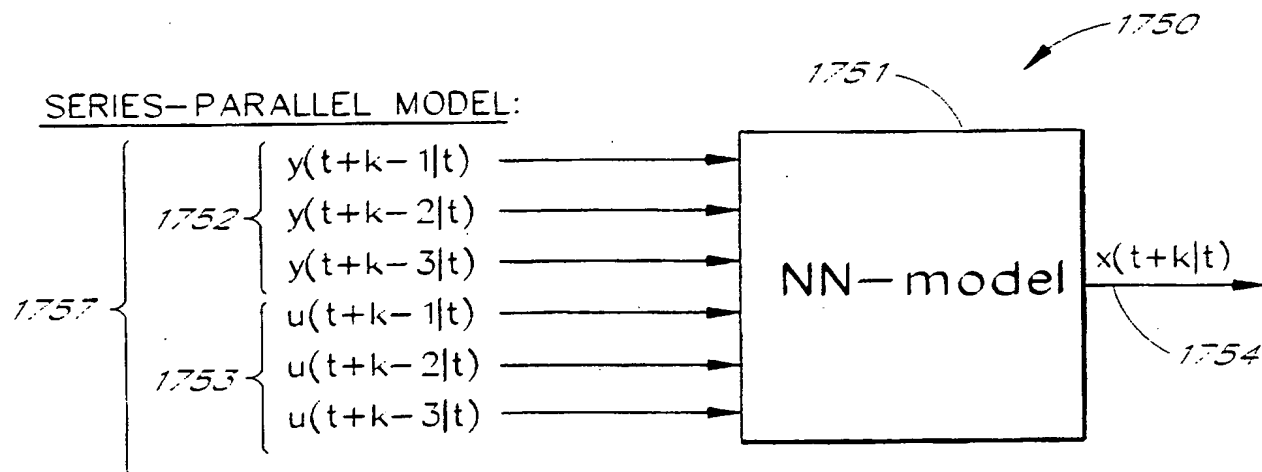 1750
1751
SERIES-PARALLEL MODEL:
y(t+k-1|t)
1752
y(t+k-2|t)
y(t+k-3|t)
NN-model
x(t+k|t)
1757
u(t+k-1|t)
1754
1753
u(t+k-2|t)
u(t+k-3|t)